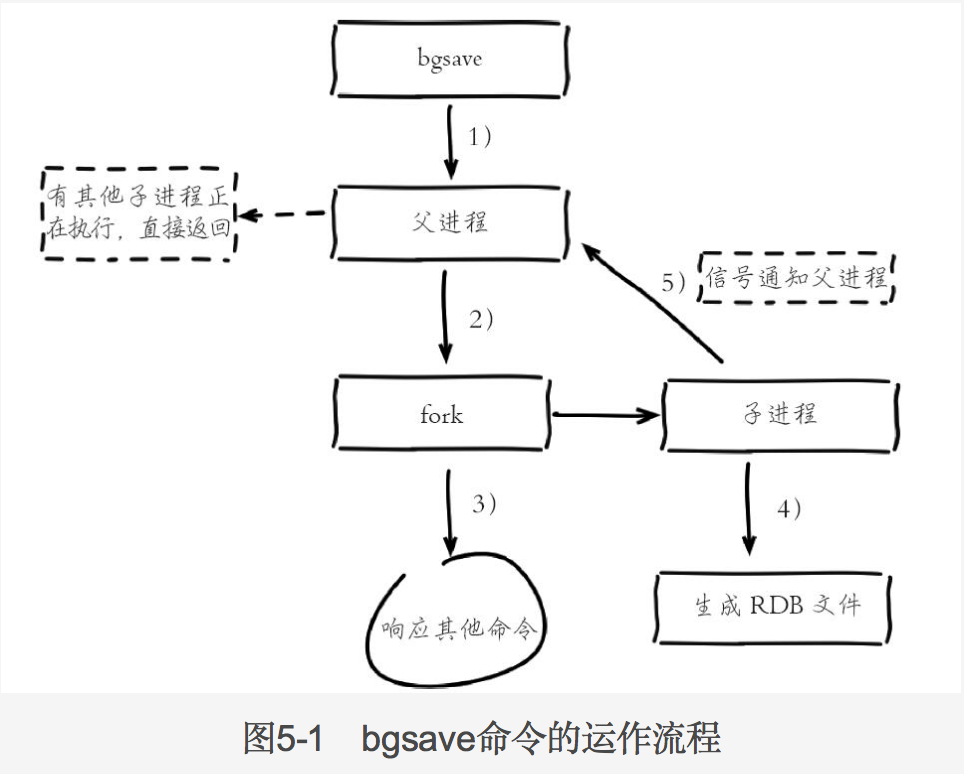 bgsave
1)
有其他子进程正
在执行，直接返回
父进程
5)
信号通知父进程
2)
fork
子进程
3)
4)
响应其他命令
生成 RDB 文件
图5-1 bgsave命令的运作流程